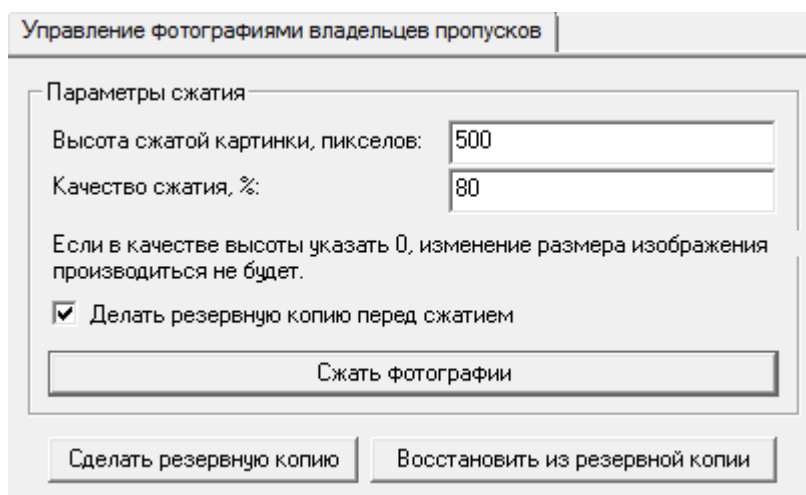 Управление фотографиями владельцев пропусков
Параметры сжатия
Высота сжатой картинки, пикселов: 500
Качество сжатия, %: 80
Если в качестве высоты указать 0, изменение размера изображения
производиться не будет.
Делать резервную копию перед сжатием
Сжать фотографии
Сделать резервную копию Восстановить из резервной копии